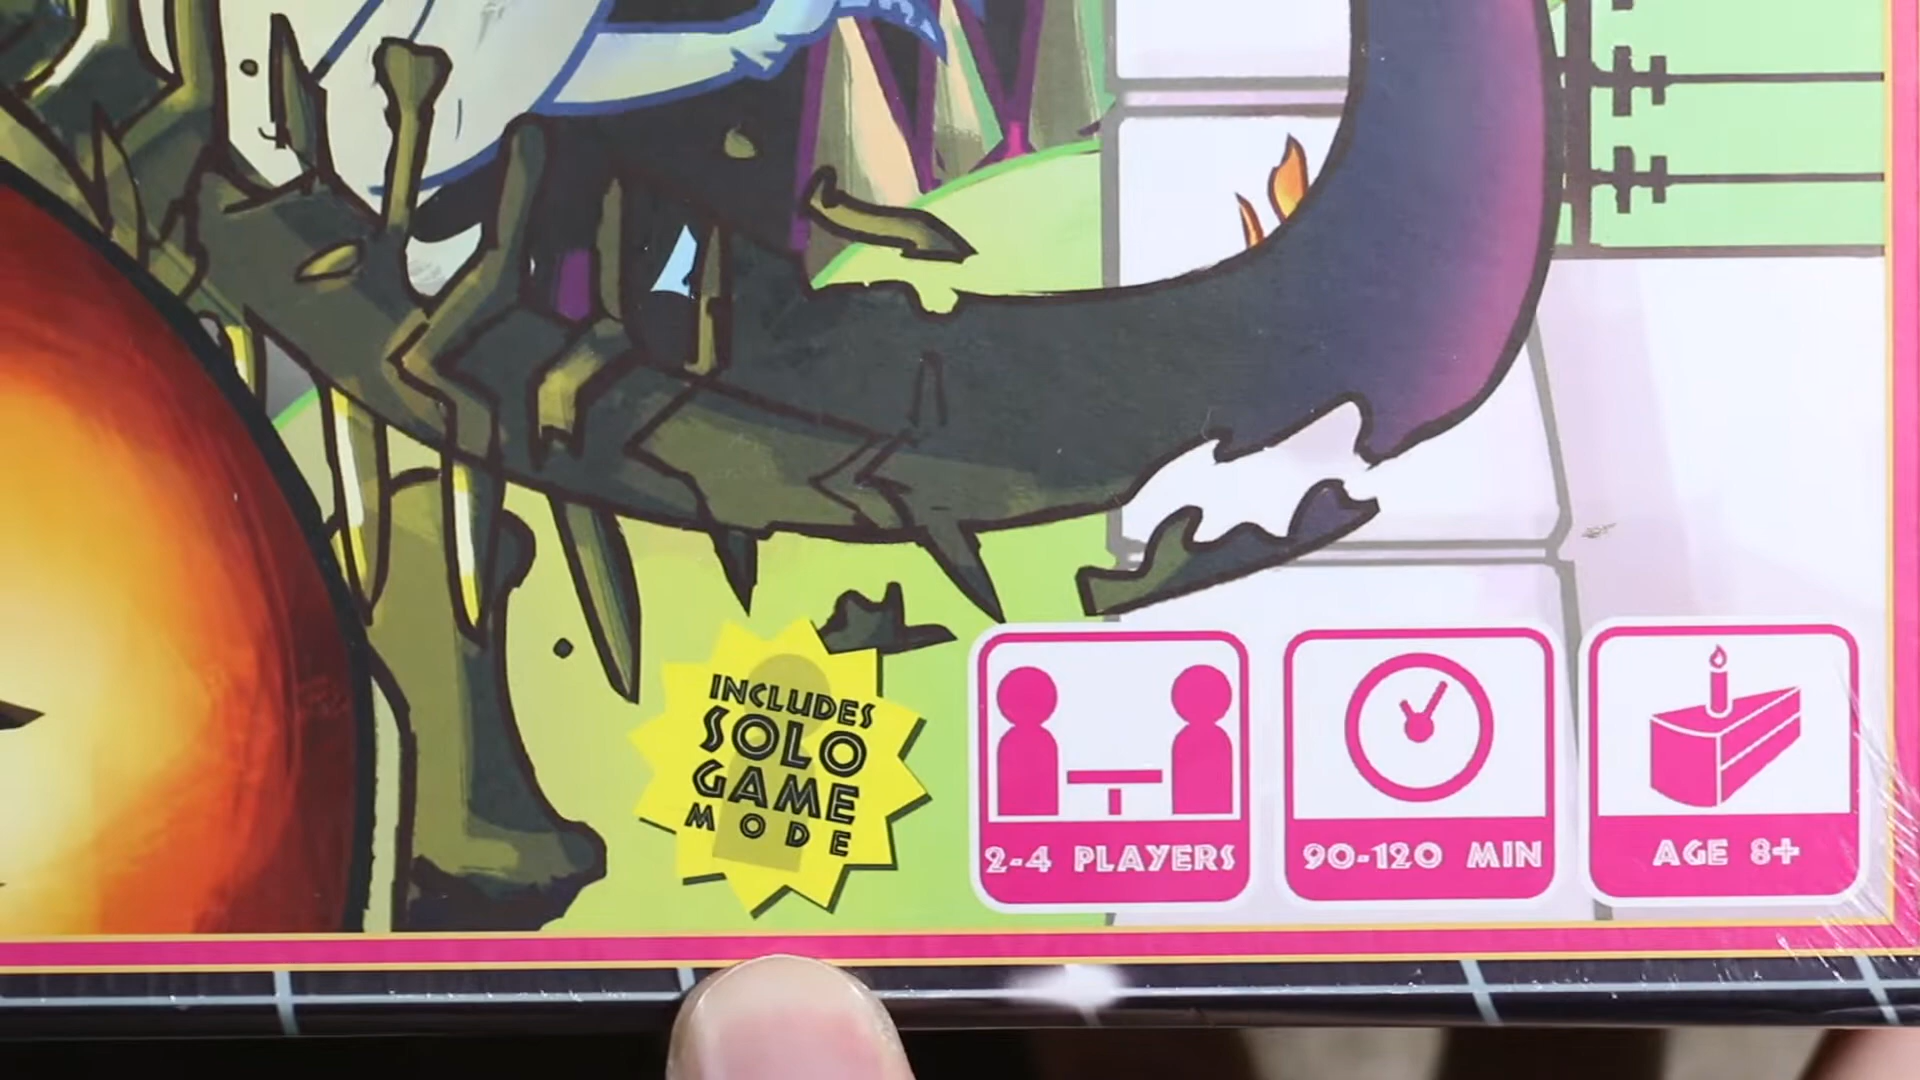 INCLUDES
SOLO
GAME
MODE
2-4 PLAYERS
90-120 MIN
AGE 8+